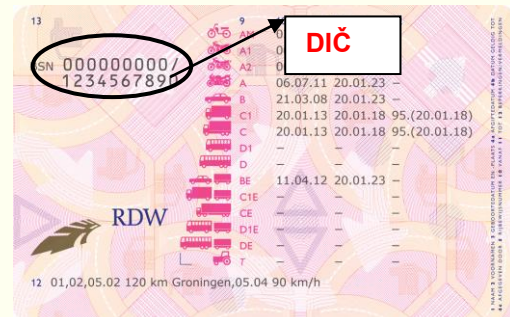 13
9
DIČ
BSN 000000000/
1234567890
AM
A1
A2
A 06.07.11 20.01.23 –
B 21.03.08 20.01.23 –
C1 20.01.13 20.01.18 95.(20.01.18)
C 20.01.13 20.01.18 95.(20.01.18)
D1 – – –
D – – –
BE 11.04.12 20.01.23 –
C1E – – –
CE – – –
D1E – – –
DE – – –
T – – –
RDW
12 01,02,05.02 120 km Groningen,05.04 90 km/h